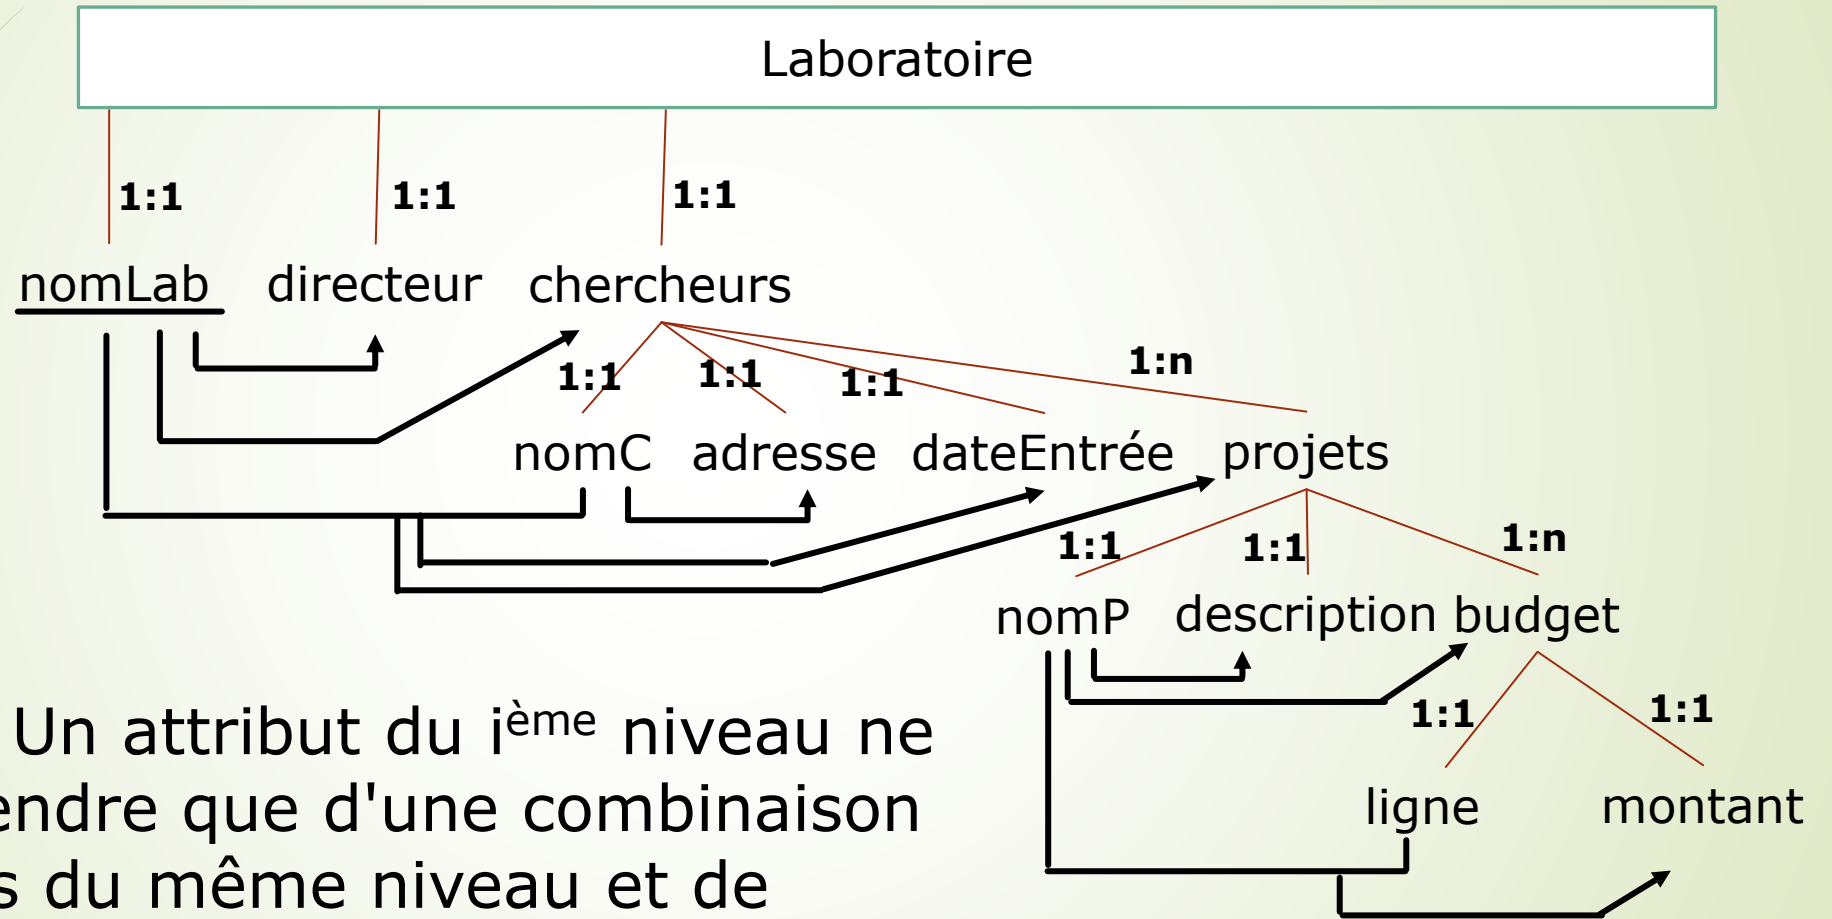 Laboratoire
1:1 1:1 1:1
nomLab directeur chercheurs
1:1 1:1 1:1 1:n
nomC adresse dateEntrée projets
1:1 1:1 1:n
nomP description budget
1:1 1:1
ligne montant
Un attribut du ième niveau ne
endre que d'une combinaison
s du même niveau et de